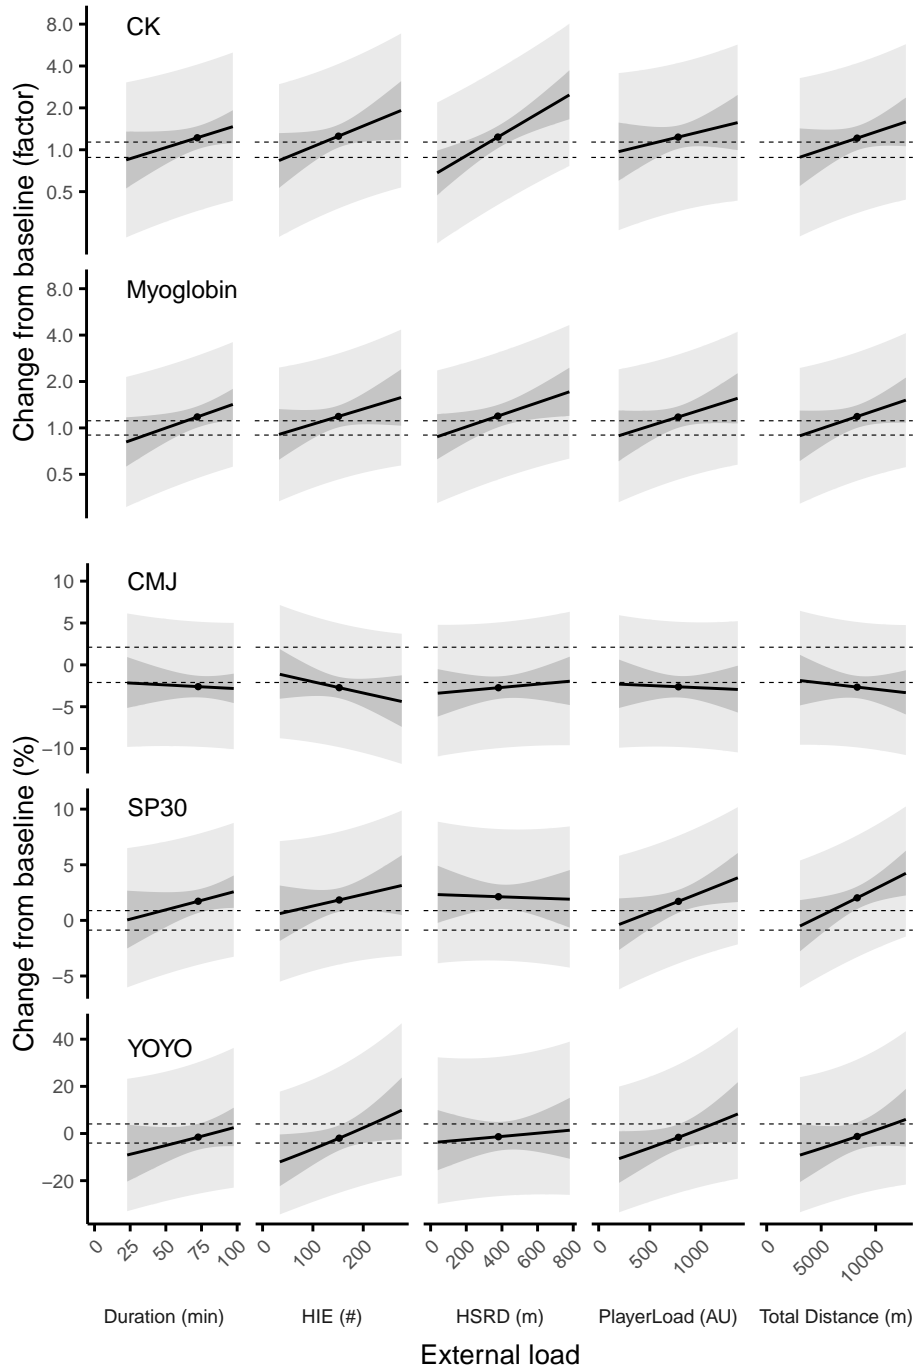 Change from baseline (factor)
CK
8.0
4.0
2.0
1.0
0.5
Myoglobin
8.0
4.0
2.0
1.0
0.5
Change from baseline (%)
CMJ
10
5
0
−5
−10
SP30
10
5
0
−5
YOYO
40
20
0
−20
0 25 50 75 100
0 100 200
0 200 400 600 800
0 500 1000
0 5000 10000
Duration (min) HIE (#) HSRD (m) PlayerLoad (AU) Total Distance (m)
External load